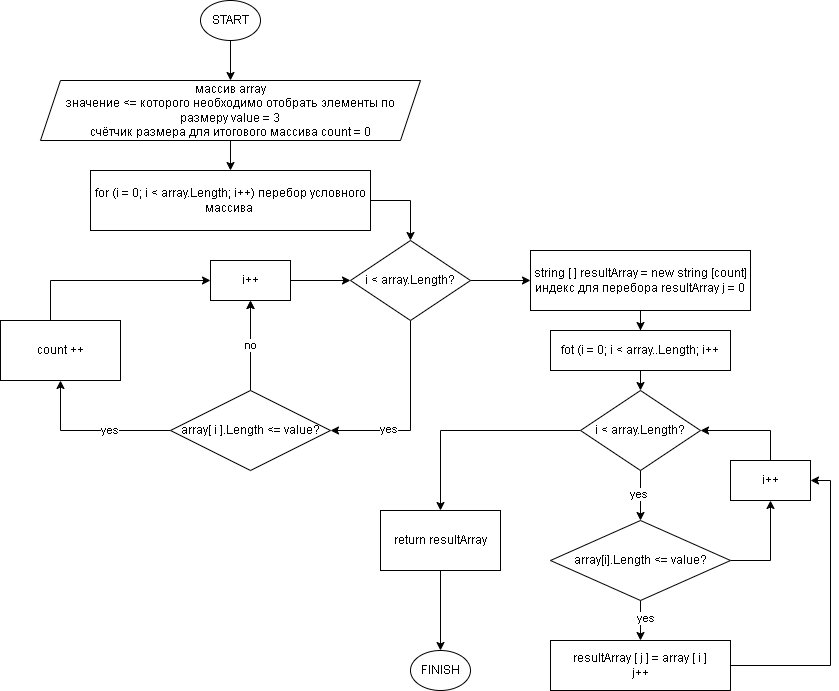 START
массив array
значение <= которого необходимо отобрать элементы по
размеру value = 3
счётчик размера для итогового массива count = 0
for (i = 0; i < array.Length; i++) перебор условного
массива
i++
i < array.Length?
string [ ] resultArray = new string [count]
индекс для перебора resultArray j = 0
count ++
no
fot (i = 0; i < array..Length; i++
yes
array[ i ].Length <= value?
yes
i < array.Length?
i++
yes
return resultArray
array[i].Length <= value?
yes
FINISH
resultArray [ j ] = array [ i ]
j++